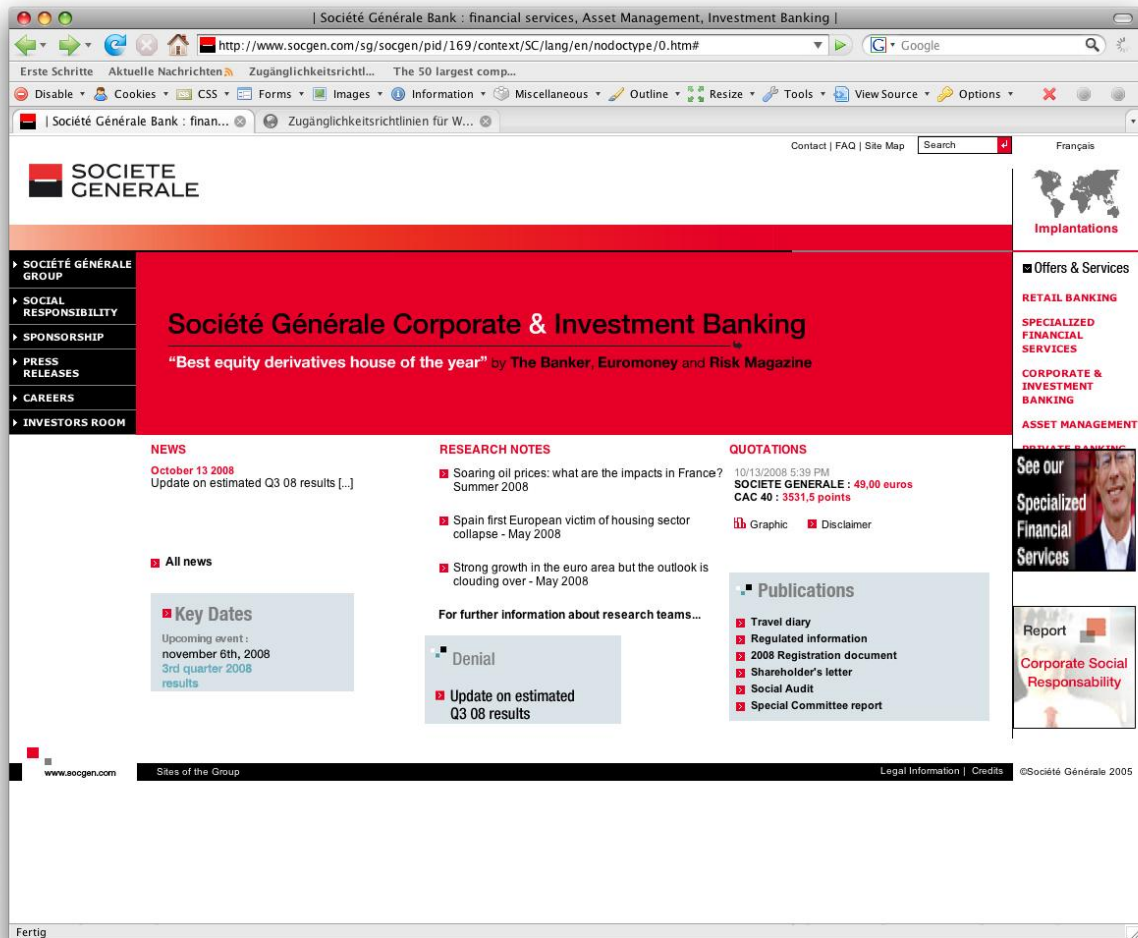 | Société Générale Bank : financial services, Asset Management, Investment Banking |
http://www.socgen.com/sg/socgen/pid/169/context/SC/lang/en/nodoctype/0.htm#
G Google
Erste Schritte Aktuelle Nachrichten Zugänglichkeitsrichtl... The 50 largest comp...
Disable Cookies CSS Forms Images Information Miscellaneous Outline Resize Tools View Source Options
| Société Générale Bank : finan... Zugänglichkeitsrichtlinien für W...
Contact | FAQ | Site Map Search Français
SOCIETE
GENERALE
Implantations
SOCIÉTÉ GÉNÉRALE
GROUP
SOCIAL
RESPONSIBILITY
SPONSORSHIP
PRESS
RELEASES
CAREERS
INVESTORS ROOM
Société Générale Corporate & Investment Banking
“Best equity derivatives house of the year” by The Banker, Euromoney and Risk Magazine
Offers & Services
RETAIL BANKING
SPECIALIZED
FINANCIAL
SERVICES
CORPORATE &
INVESTMENT
BANKING
ASSET MANAGEMENT
PRIVATE BANKING
See our
Specialized
Financial
Services
NEWS
October 13 2008
Update on estimated Q3 08 results [...]
All news
Key Dates
Upcoming event :
november 6th, 2008
3rd quarter 2008
results
RESEARCH NOTES
Soaring oil prices: what are the impacts in France?
Summer 2008
Spain first European victim of housing sector
collapse - May 2008
Strong growth in the euro area but the outlook is
clouding over - May 2008
For further information about research teams...
Denial
Update on estimated
Q3 08 results
QUOTATIONS
10/13/2008 5:39 PM
SOCIETE GENERALE : 49,00 euros
CAC 40 : 3531,5 points
Graphic Disclaimer
Publications
Travel diary
Regulated information
2008 Registration document
Shareholder's letter
Social Audit
Special Committee report
Report
Corporate Social
Responsability
www.socgen.com Sites of the Group Legal Information | Credits ©Société Générale 2005
Fertig